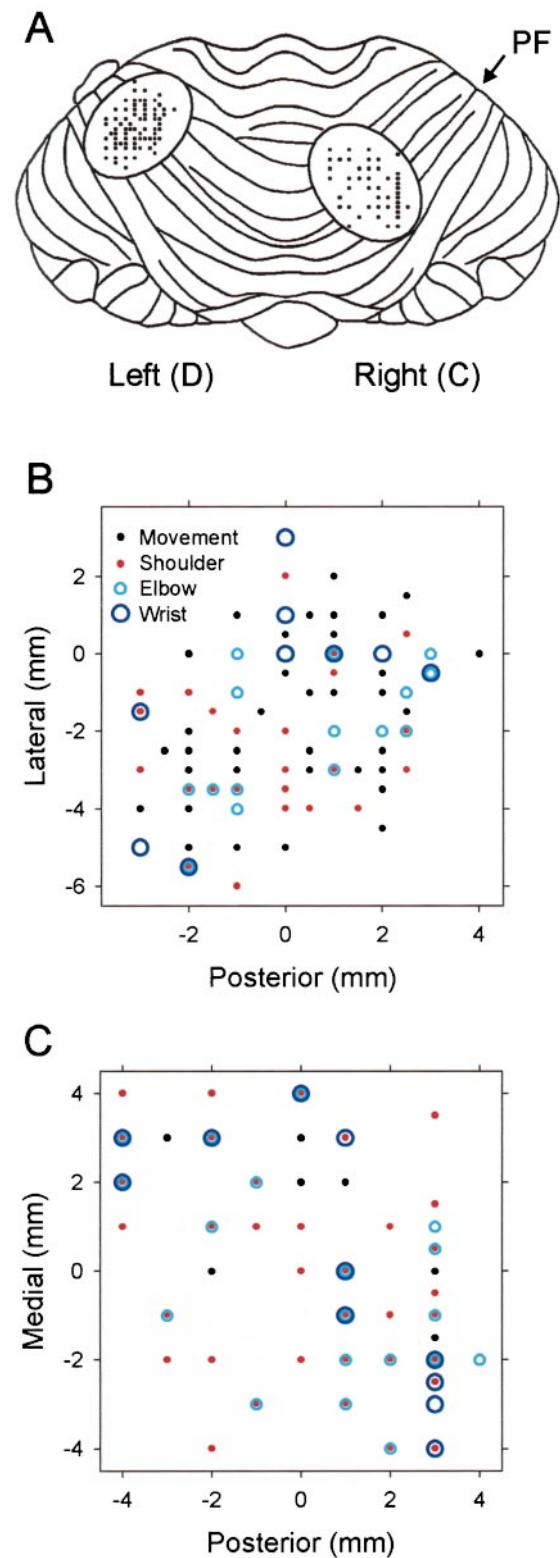 A
PF
Left (D)
Right (C)
B
Movement
Shoulder
Elbow
Wrist
2
0
-2
-4
-6
Lateral (mm)
-2 0 2 4
Posterior (mm)
C
4
2
0
-2
-4
Medial (mm)
-4 -2 0 2 4
Posterior (mm)